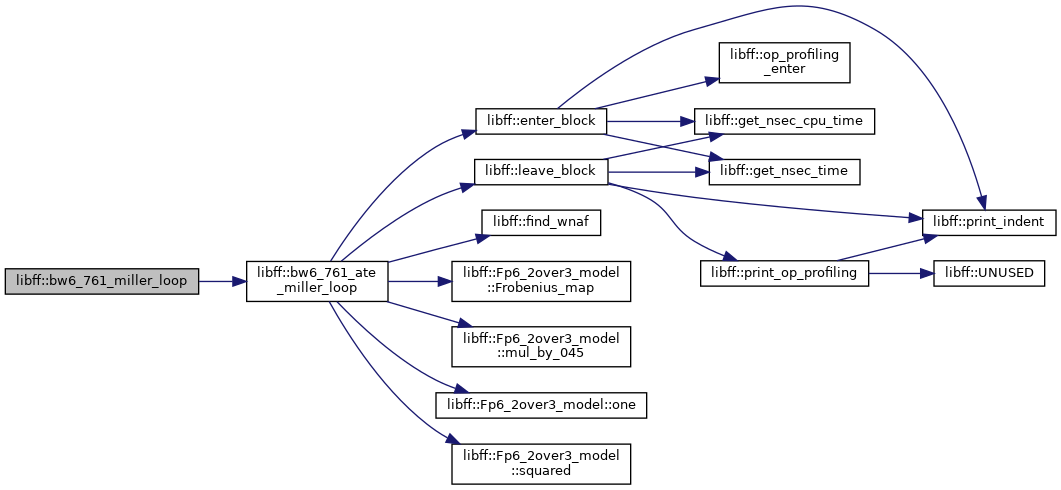 libff::bw6_761_miller_loop
libff::bw6_761_ate
_miller_loop
libff::enter_block
libff::leave_block
libff::find_wnaf
libff::Fp6_2over3_model
::Frobenius_map
libff::Fp6_2over3_model
::mul_by_045
libff::Fp6_2over3_model::one
libff::Fp6_2over3_model
::squared
libff::op_profiling
_enter
libff::get_nsec_cpu_time
libff::get_nsec_time
libff::print_op_profiling
libff::print_indent
libff::UNUSED